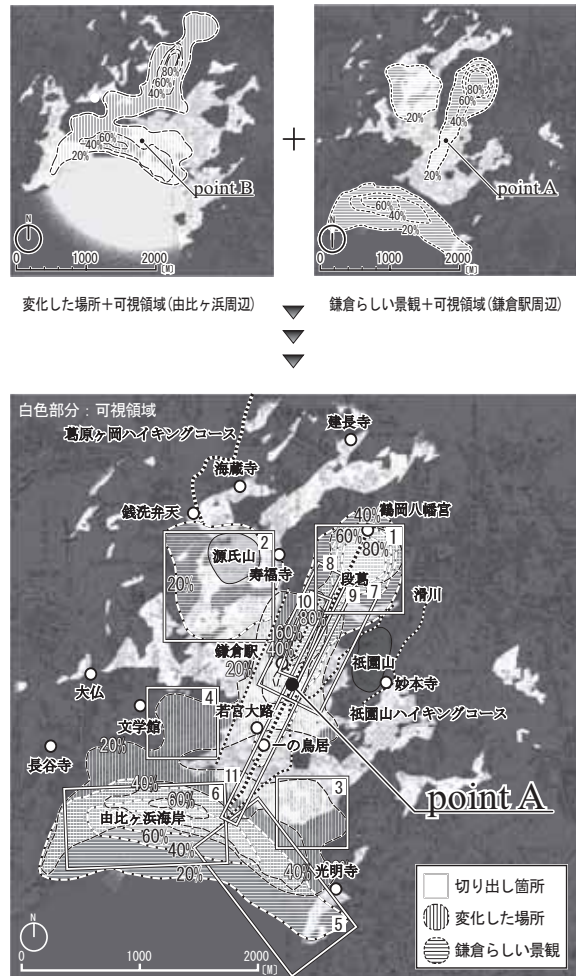 80%
60%
40%
20%
60%
40%
20%
point B
N
0 1000 2000
[M]
変化した場所+可視領域(由比ヶ浜周辺)
+
20%
80%
60%
40%
20%
point A
60%
40%
20%
N
0 1000 2000
[M]
鎌倉らしい景観+可視領域(鎌倉駅周辺)
白色部分：可視領域
葛原ヶ岡ハイキングコース
建長寺
海蔵寺
銭洗弁天
鶴岡八幡宮
40%
60%
80%
1
2
源氏山
20%
寿福寺
8
段葛
9
7
滑川
10
80%
60%
40%
20%
鎌倉駅
祇園山
妙本寺
祇園山ハイキングコース
大仏
文学館
4
若宮大路
一の鳥居
長谷寺
20%
point A
11
6
3
40%
60%
由比ヶ浜海岸
60%
40%
20%
40%
光明寺
5
N
0 1000 2000
[M]
切り出し箇所
変化した場所
鎌倉らしい景観